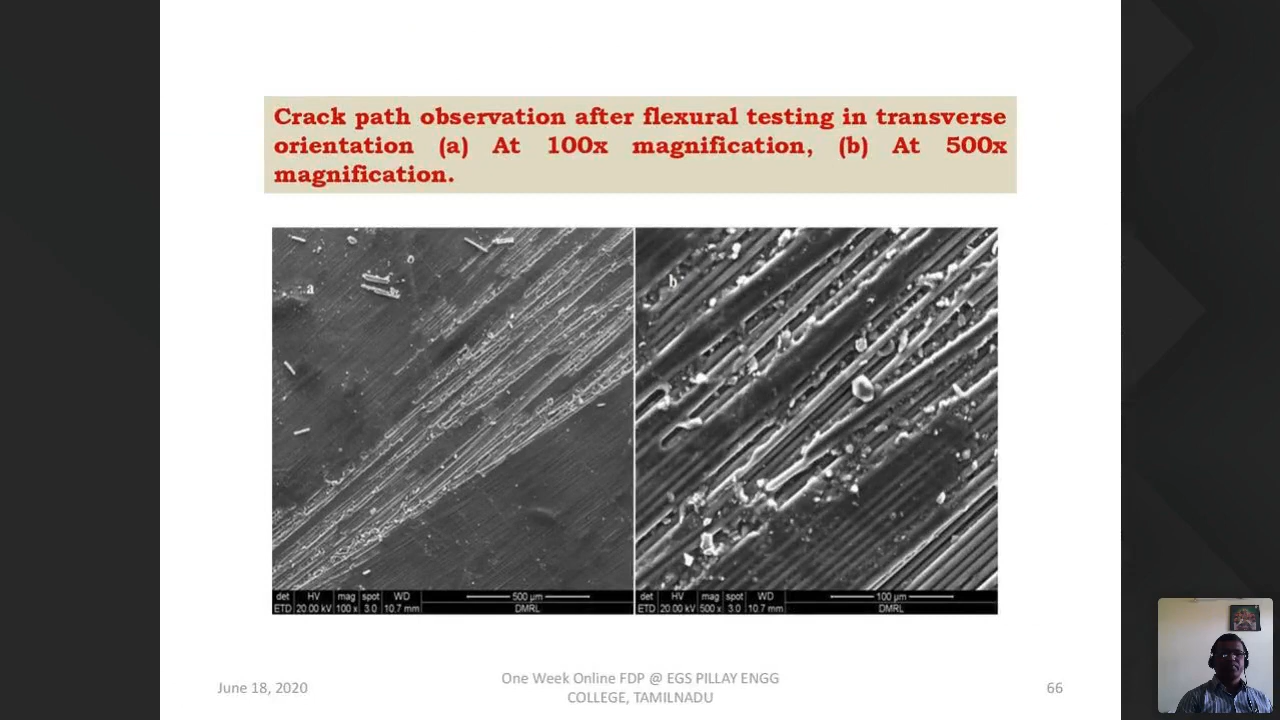 Crack path observation after flexural testing in transverse
orientation (a) At 100x magnification, (b) At 500x
magnification.
a
b
det HV mag spot WD 500 µm
ETD 20.00 kV 100 x 3.0 10.7 mm DMRL
det HV mag spot WD 100 µm
ETD 20.00 kV 500 x 3.0 10.7 mm DMRL
June 18, 2020
One Week Online FDP @ EGS PILLAY ENGG
COLLEGE, TAMILNADU
66